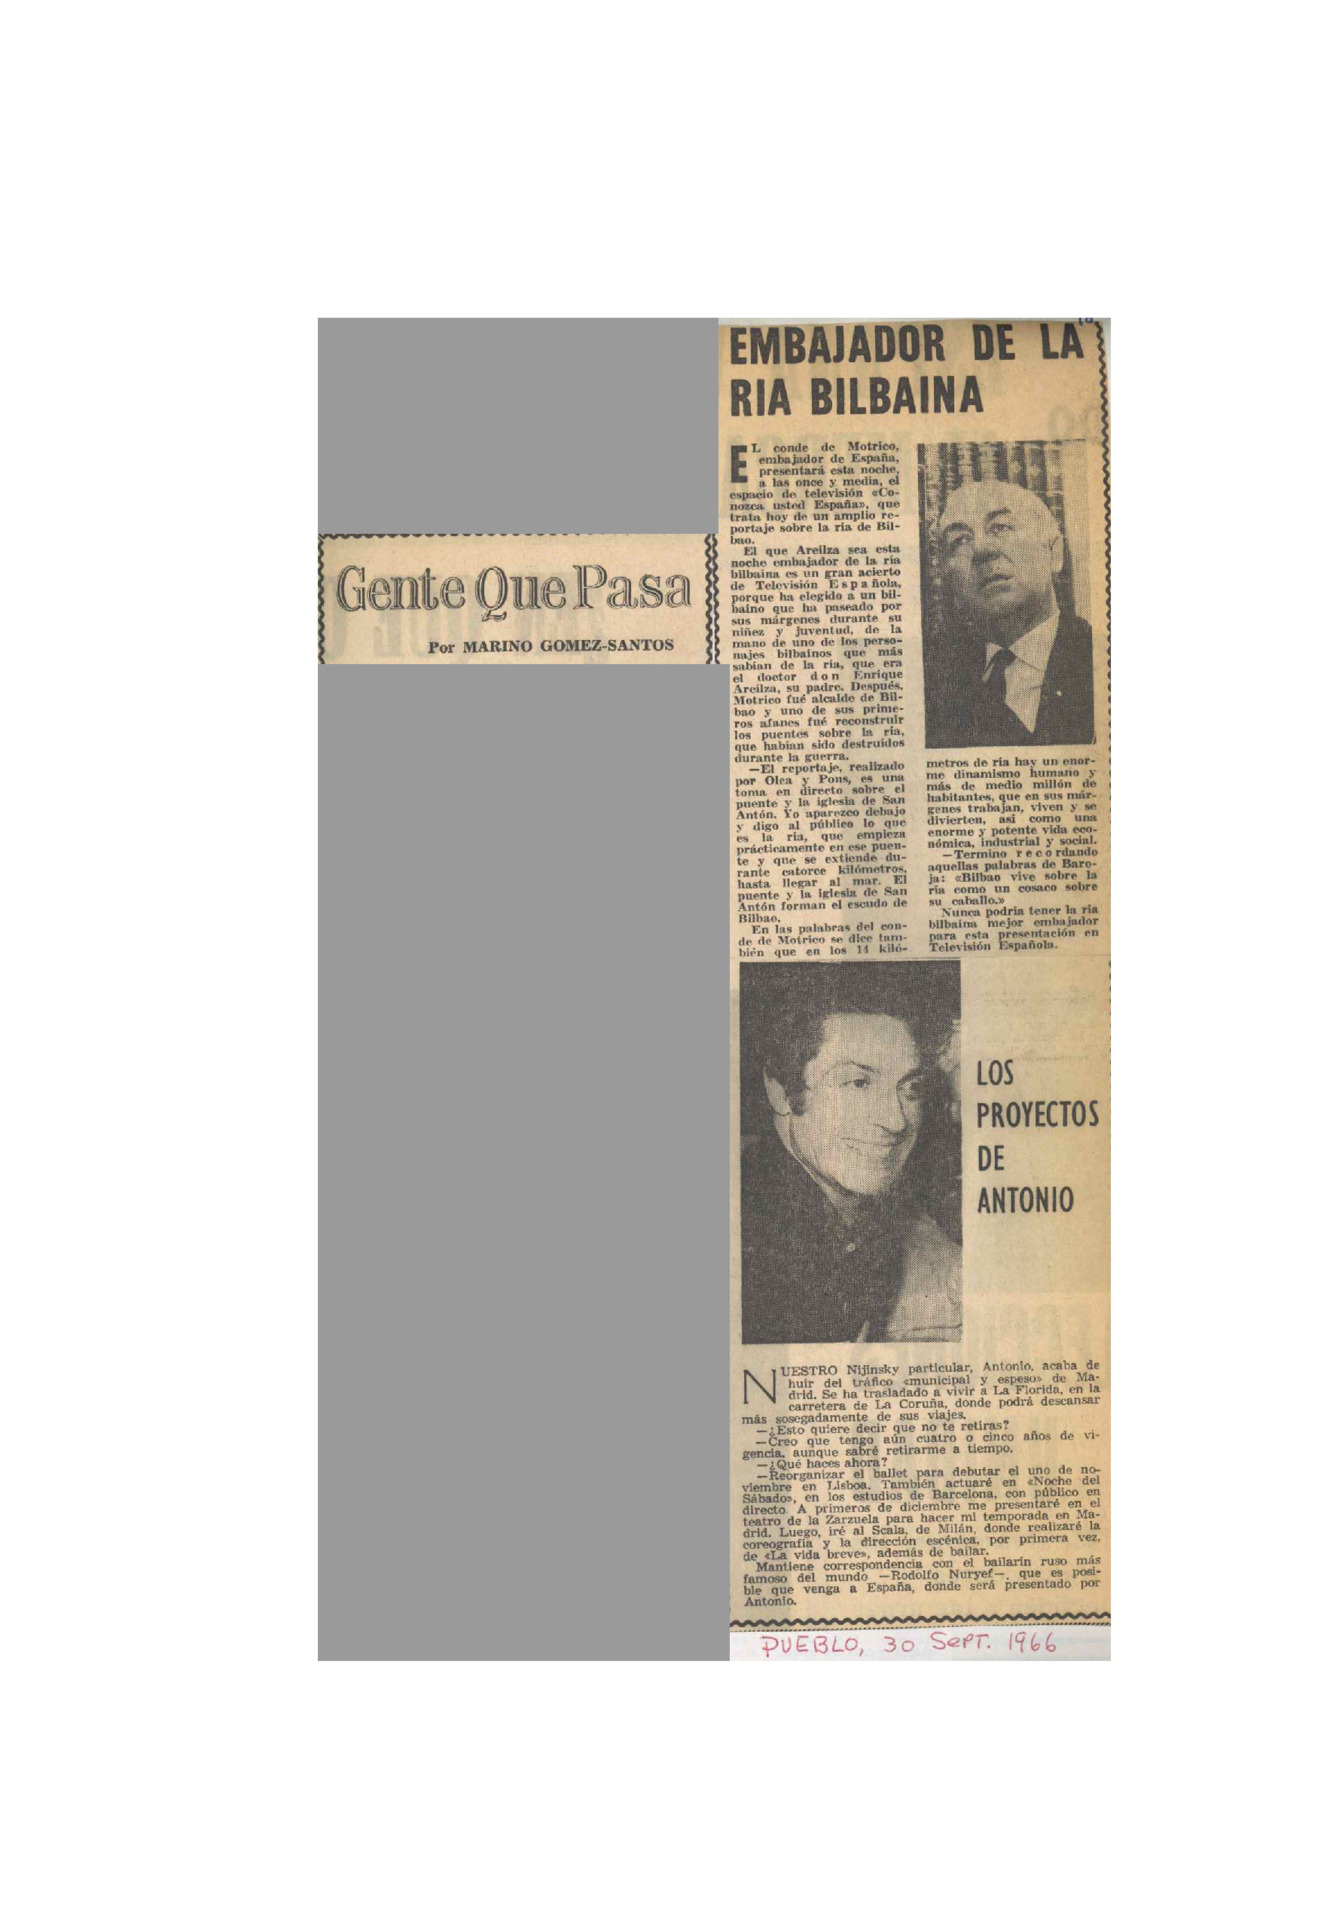 Gente Que Pasa
Por MARINO GOMEZ-SANTOS
EMBAJADOR DE LA
RIA BILBAINA
EL conde de Motrico,
embajador de España,
presentará esta noche,
a las once y media, el
espacio de televisión «Co-
nozca usted España», que
trata hoy de un amplio re-
portaje sobre la ría de Bil-
bao.
El que Areilza sea esta
noche embajador de la ría
bilbaina es un gran acierto
de Televisión Española,
porque ha elegido a un bil-
baíno que ha paseado por
sus márgenes durante su
niñez y juventud, de la
mano de uno de los perso-
najes bilbainos que más
sabían de la ría, que era
el doctor don Enrique
Areilza, su padre. Después,
Motrico fué alcalde de Bil-
bao y uno de sus prime-
ros afanes fué reconstruir
los puentes sobre la ría,
que habían sido destruídos
durante la guerra.
—El reportaje, realizado
por Olea y Pons, es una
toma en directo sobre el
puente y la iglesia de San
Antón. Yo aparezco debajo
y digo al público lo que
es la ría, que empieza
prácticamente en ese puen-
te y que se extiende du-
rante catorce kilómetros,
hasta llegar al mar. El
puente y la iglesia de San
Antón forman el escudo de
Bilbao.
En las palabras del con-
de de Motrico se dice tam-
bién que en los 14 kiló-
metros de ría hay un enor-
me dinamismo humano y
más de medio millón de
habitantes, que en sus már-
genes trabajan, viven y se
divierten, así como una
enorme y potente vida eco-
nómica, industrial y social.
—Termino recordando
aquellas palabras de Baro-
ja: «Bilbao vive sobre la
ría como un cosaco sobre
su caballo.»
Nunca podría tener la ría
bilbaina mejor embajador
para esta presentación en
Televisión Española.
LOS
PROYECTOS
DE
ANTONIO
NUESTRO Nijinsky particular, Antonio, acaba de
huir del tráfico «municipal y espeso» de Ma-
drid. Se ha trasladado a vivir a La Florida, en la
carretera de La Coruña, donde podrá descansar
más sosegadamente de sus viajes.
—¿Esto quiere decir que no te retiras?
—Creo que tengo aún cuatro o cinco años de vi-
gencia, aunque sabré retirarme a tiempo.
—¿Qué haces ahora?
—Reorganizar el ballet para debutar el uno de no-
viembre en Lisboa. También actuaré en «Noche del
Sábado», en los estudios de Barcelona, con público en
directo. A primeros de diciembre me presentaré en el
teatro de la Zarzuela para hacer mi temporada en Ma-
drid. Luego, iré al Scala, de Milán, donde realizaré la
coreografía y la dirección escénica, por primera vez,
de «La vida breve», además de bailar.
Mantiene correspondencia con el bailarín ruso más
famoso del mundo —Rodolfo Nuryef—, que es posi-
ble que venga a España, donde será presentado por
Antonio.
PUEBLO, 30 SEPT. 1966